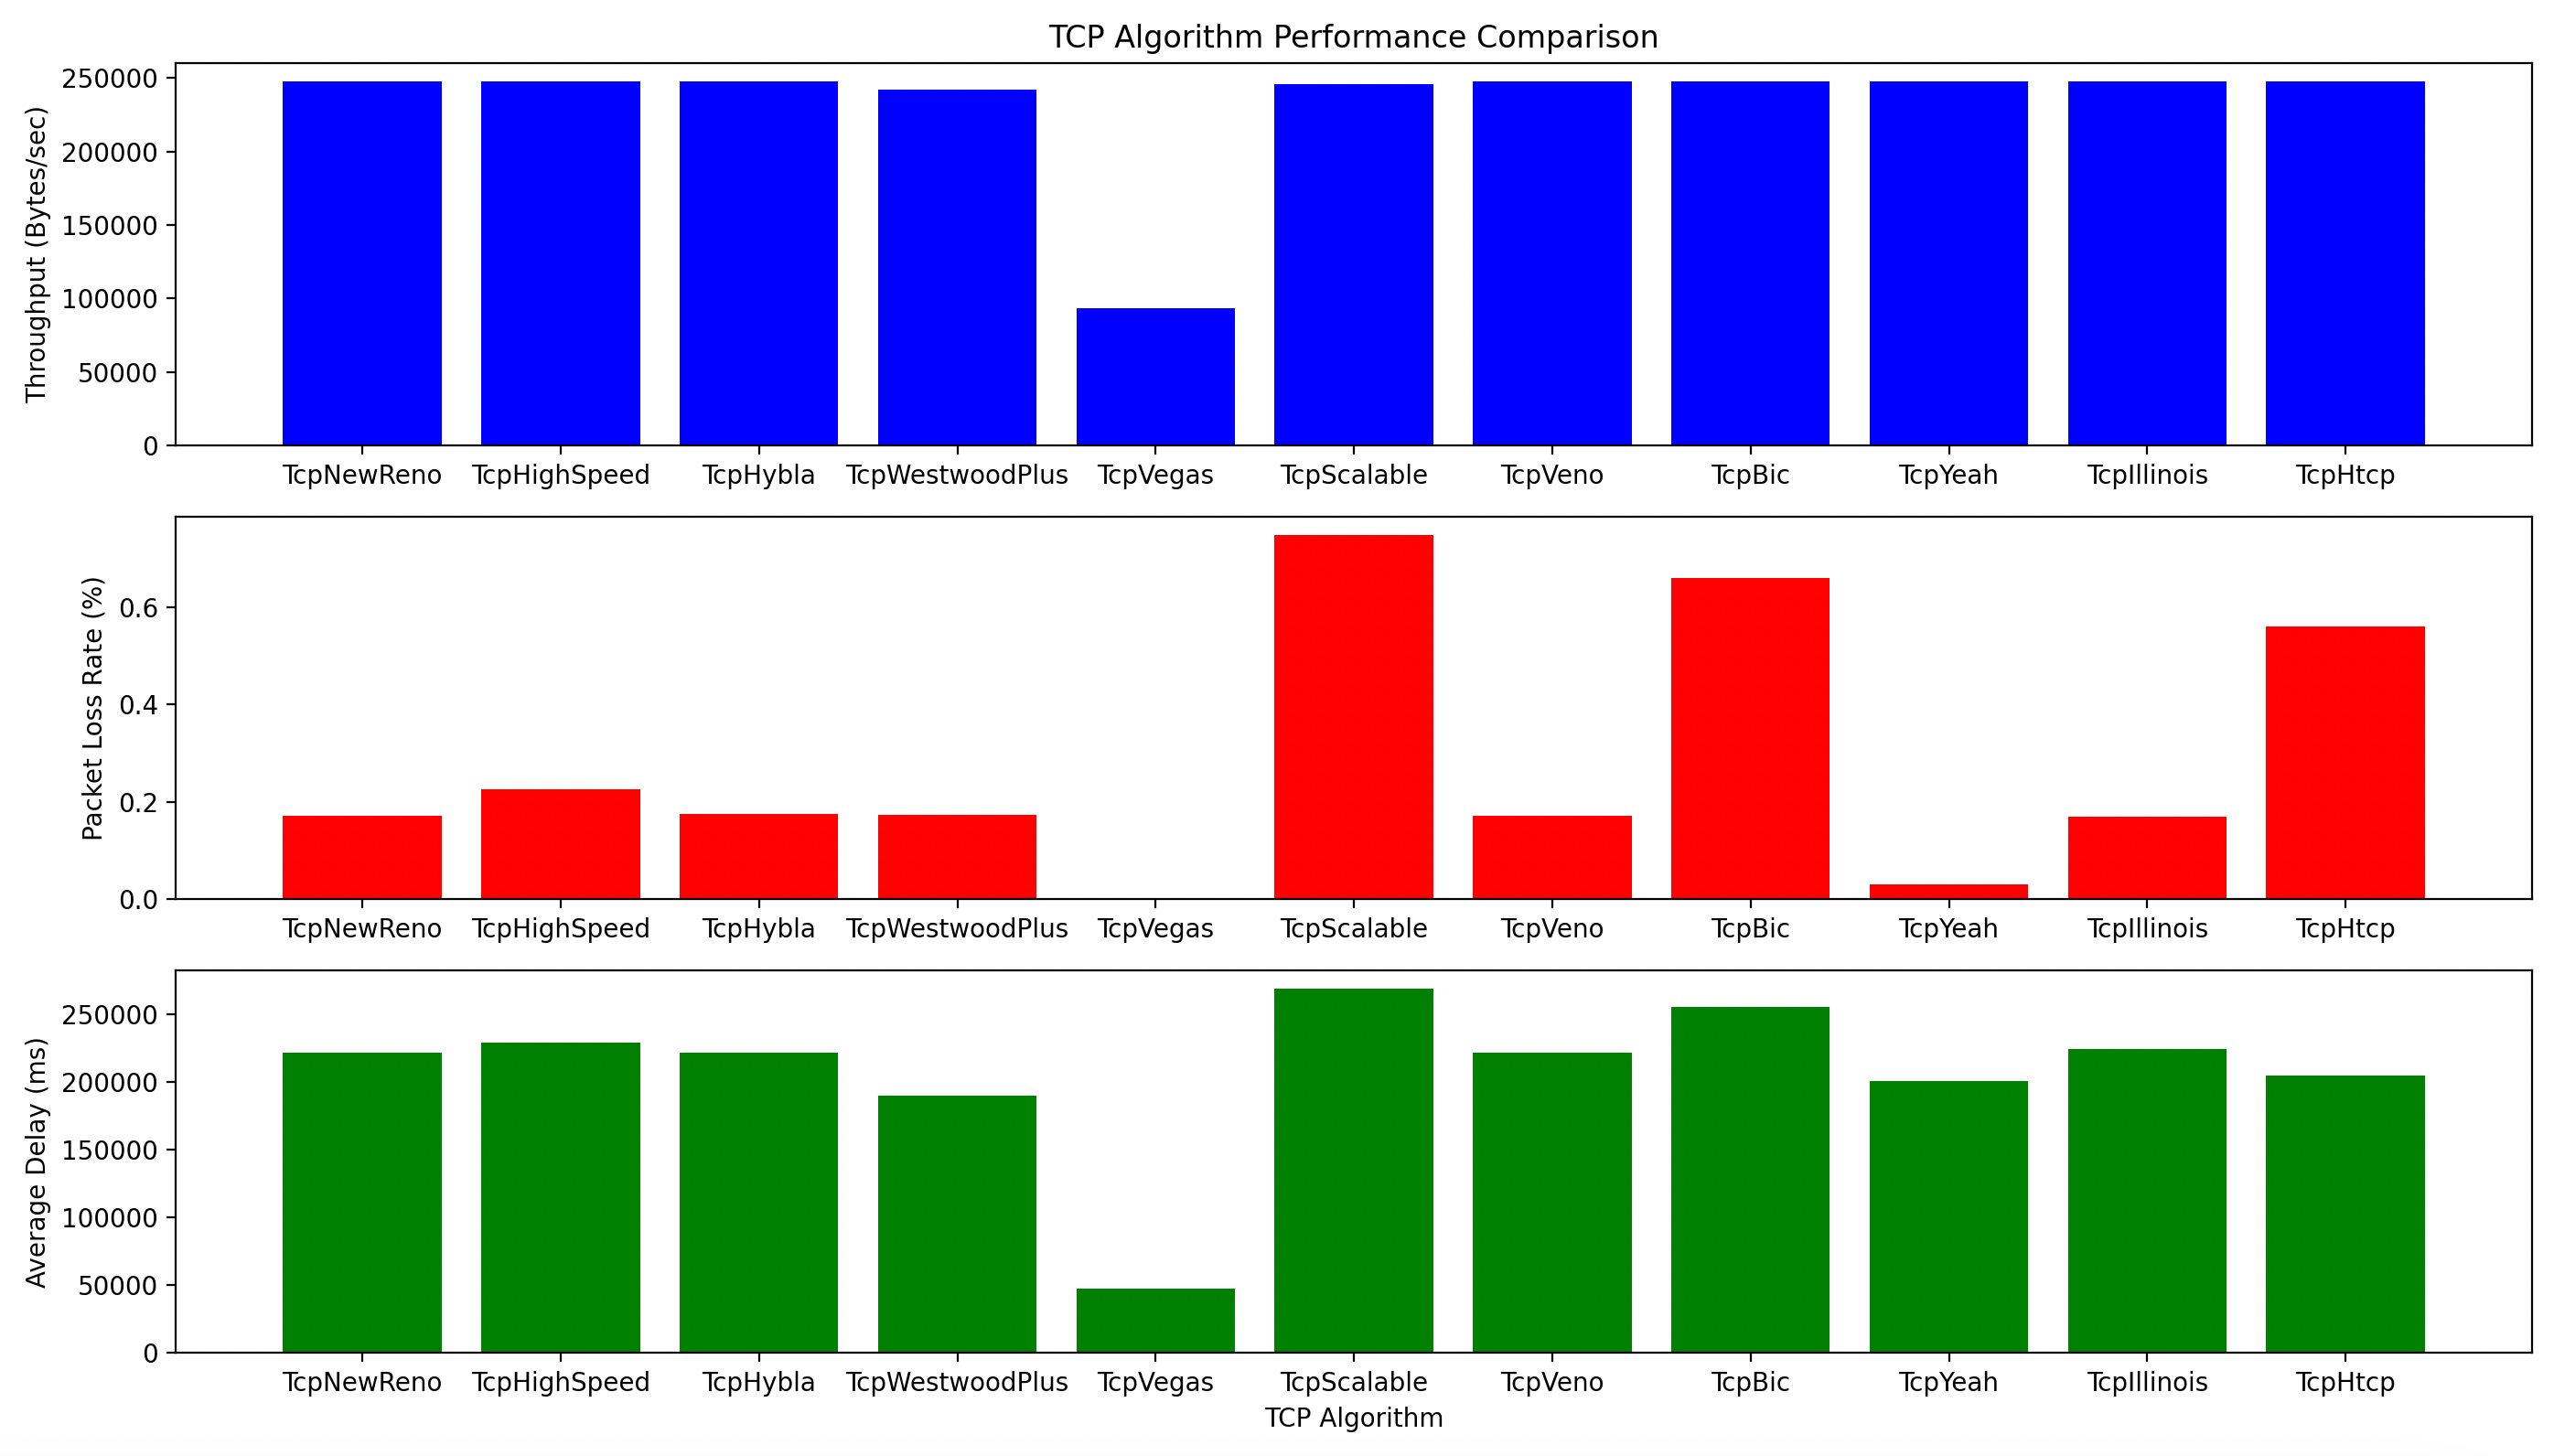 TCP Algorithm Performance Comparison
Throughput (Bytes/sec)
250000
200000
150000
100000
50000
0
TcpNewReno TcpHighSpeed TcpHybla TcpWestwoodPlus TcpVegas TcpScalable TcpVeno TcpBic TcpYeah TcpIllinois TcpHtcp
Packet Loss Rate (%)
0.6
0.4
0.2
0.0
TcpNewReno TcpHighSpeed TcpHybla TcpWestwoodPlus TcpVegas TcpScalable TcpVeno TcpBic TcpYeah TcpIllinois TcpHtcp
Average Delay (ms)
250000
200000
150000
100000
50000
0
TcpNewReno TcpHighSpeed TcpHybla TcpWestwoodPlus TcpVegas TcpScalable TcpVeno TcpBic TcpYeah TcpIllinois TcpHtcp
TCP Algorithm